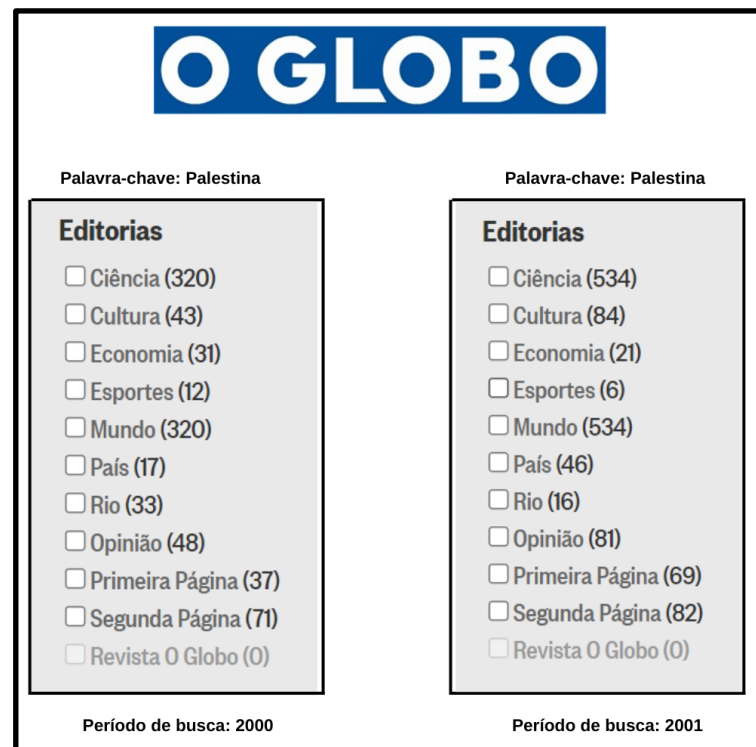 O GLOBO
Palavra-chave: Palestina
Editorias
Ciência (320)
Cultura (43)
Economia (31)
Esportes (12)
Mundo (320)
País (17)
Rio (33)
Opinião (48)
Primeira Página (37)
Segunda Página (71)
Revista O Globo (0)
Período de busca: 2000
Palavra-chave: Palestina
Editorias
Ciência (534)
Cultura (84)
Economia (21)
Esportes (6)
Mundo (534)
País (46)
Rio (16)
Opinião (81)
Primeira Página (69)
Segunda Página (82)
Revista O Globo (0)
Período de busca: 2001